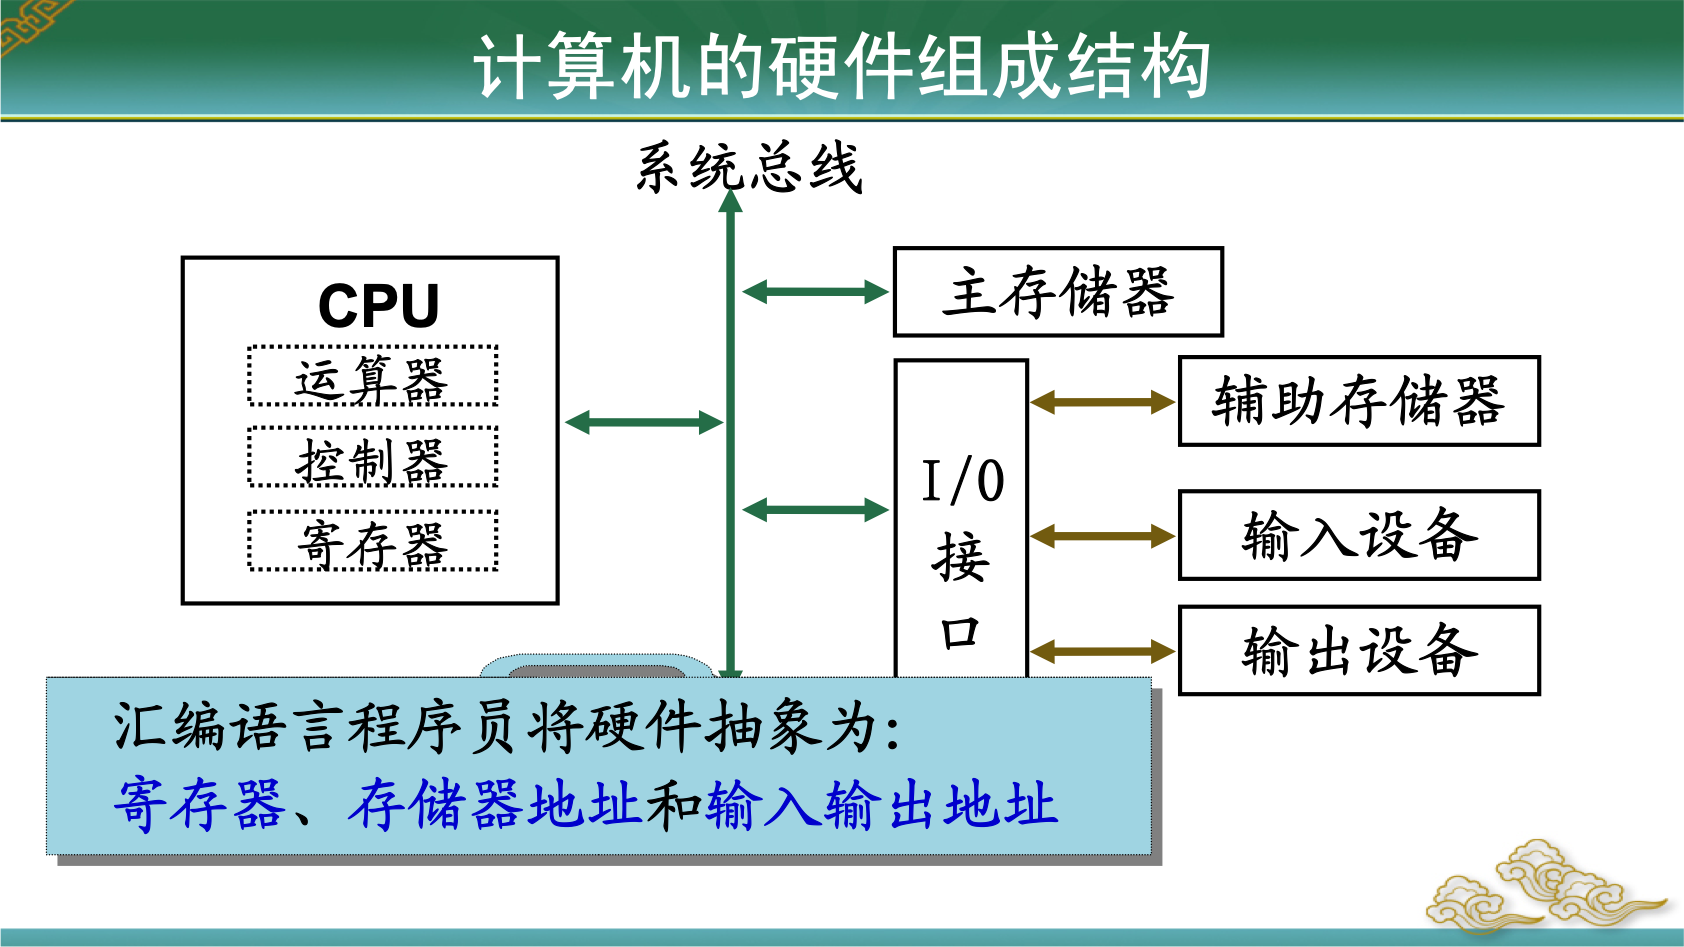 计算机的硬件组成结构
系统总线
CPU
运算器
控制器
寄存器
主存储器
I/O
接
口
辅助存储器
输入设备
输出设备
汇编语言程序员将硬件抽象为：
寄存器、存储器地址和输入输出地址